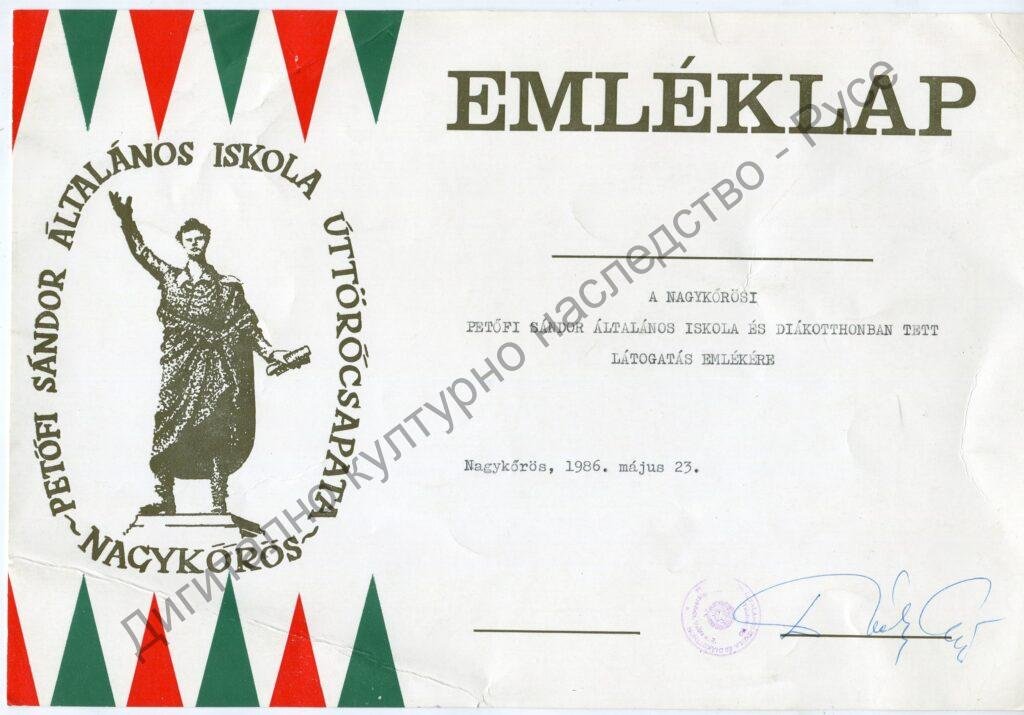 EMLÉKLAP
PETŐFI SÁNDOR ÁLTALÁNOS ISKOLA ÚTTÖRŐCSAPATA
~NAGYKŐRÖS~
A NAGYKŐRÖSI
PETŐFI SÁNDOR ÁLTALÁNOS ISKOLA ÉS DIÁKOTTHONBAN TETT
LÁTOGATÁS EMLÉKÉRE
Nagykőrös, 1986. május 23.
Дигитално културно наследство - Русе